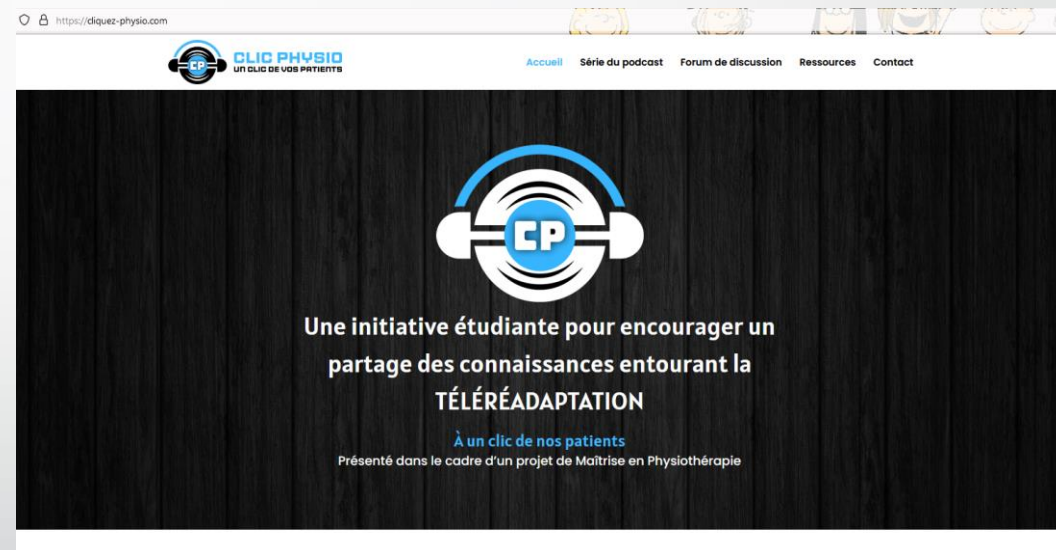 https://cliquez-physio.com
CLIC PHYSIO
UN CLIC DE VOS PATIENTS
Accueil Série du podcast Forum de discussion Ressources Contact
CP
CP
Une initiative étudiante pour encourager un
partage des connaissances entourant la
TÉLÉRÉADAPTATION
À un clic de nos patients
Présenté dans le cadre d'un projet de Maîtrise en Physiothérapie